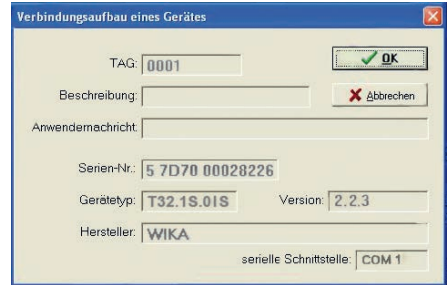 Verbindungsaufbau eines Gerätes
TAG: 0001
OK
Beschreibung:
Abbrechen
Anwendernachricht:
Serien-Nr.: 5 7D70 00028226
Gerätetyp: T32.1S.0IS Version: 2.2.3
Hersteller: WIKA
serielle Schnittstelle: COM 1